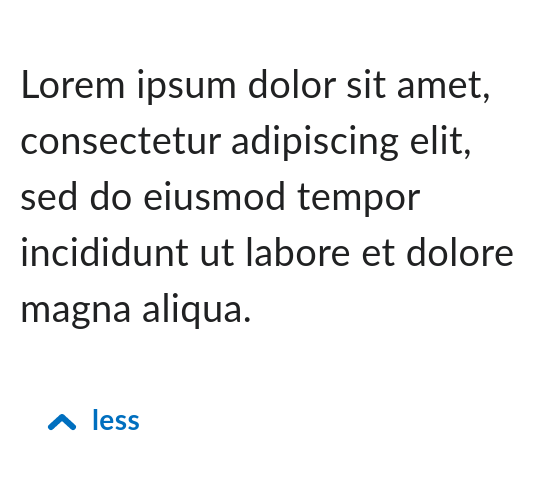 Lorem ipsum dolor sit amet,
consectetur adipiscing elit,
sed do eiusmod tempor
incididunt ut labore et dolore
magna aliqua.
less